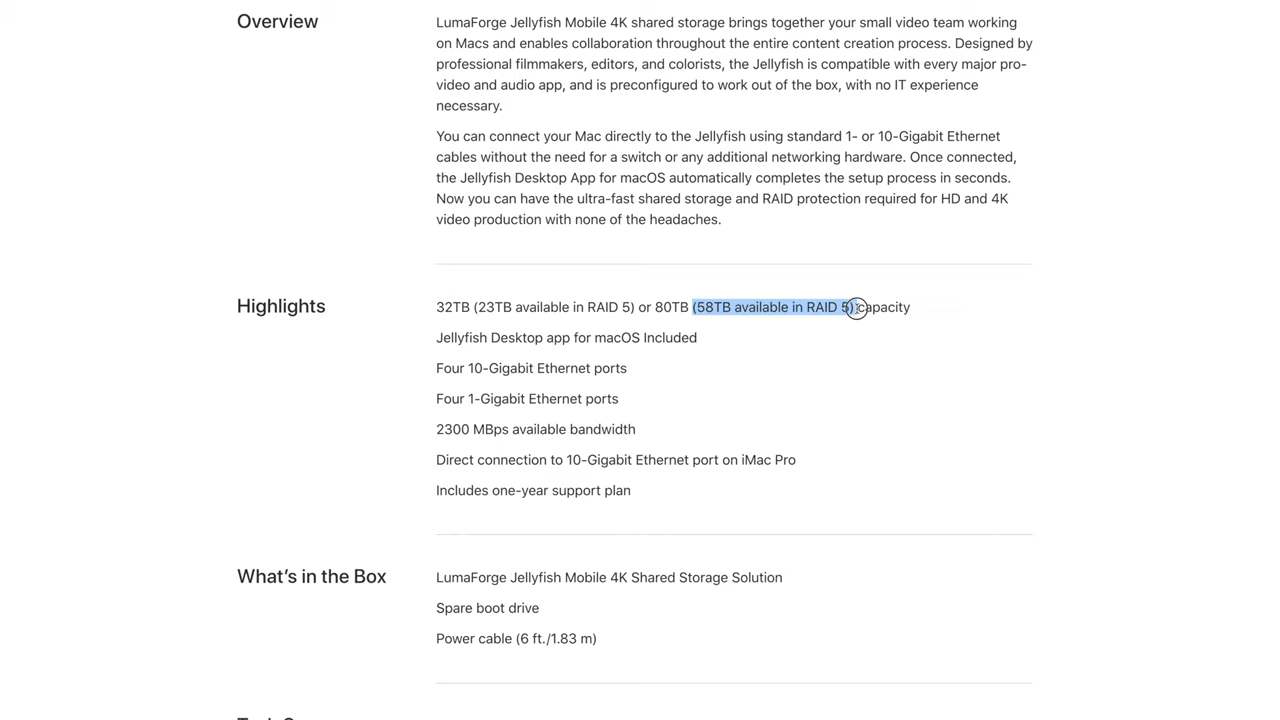 Overview
LumaForge Jellyfish Mobile 4K shared storage brings together your small video team working
on Macs and enables collaboration throughout the entire content creation process. Designed by
professional filmmakers, editors, and colorists, the Jellyfish is compatible with every major pro-
video and audio app, and is preconfigured to work out of the box, with no IT experience
necessary.
You can connect your Mac directly to the Jellyfish using standard 1- or 10-Gigabit Ethernet
cables without the need for a switch or any additional networking hardware. Once connected,
the Jellyfish Desktop App for macOS automatically completes the setup process in seconds.
Now you can have the ultra-fast shared storage and RAID protection required for HD and 4K
video production with none of the headaches.
Highlights
32TB (23TB available in RAID 5) or 80TB (58TB available in RAID 5) capacity
Jellyfish Desktop app for macOS Included
Four 10-Gigabit Ethernet ports
Four 1-Gigabit Ethernet ports
2300 MBps available bandwidth
Direct connection to 10-Gigabit Ethernet port on iMac Pro
Includes one-year support plan
What's in the Box
LumaForge Jellyfish Mobile 4K Shared Storage Solution
Spare boot drive
Power cable (6 ft./1.83 m)